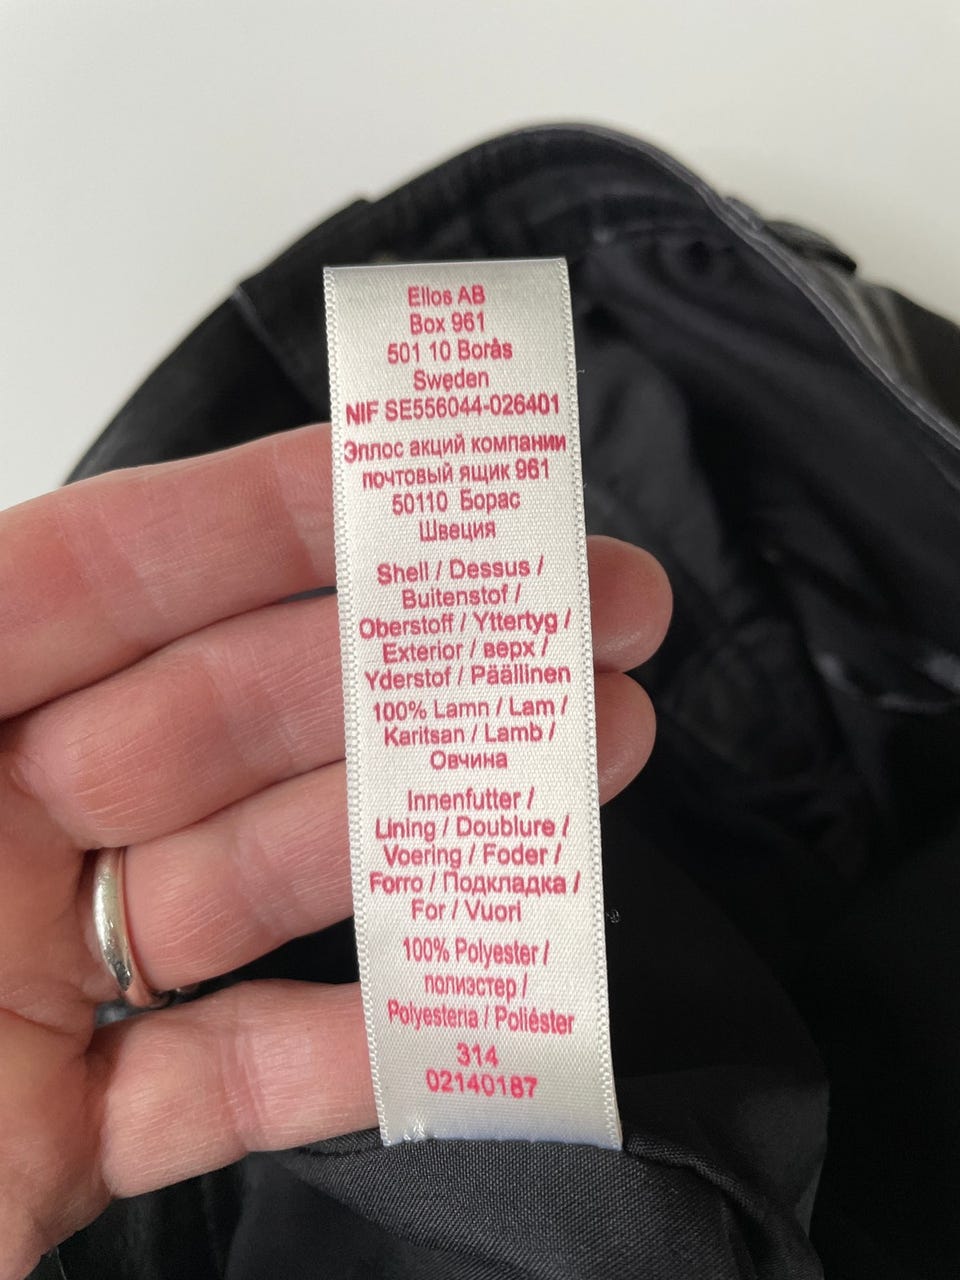 Ellos AB
Box 961
501 10 Borås
Sweden
NIF SE556044-026401
Эллос акций компании
почтовый ящик 961
50110 Борас
Швеция
Shell / Dessus /
Buitenstof /
Oberstoff / Yttertyg /
Exterior / верх /
Yderstof / Päällinen
100% Lamn / Lam /
Karitsan / Lamb /
Овчина
Innenfutter /
Lining / Doublure /
Voering / Foder /
Forro / Подкладка /
For / Vuori
100% Polyester /
полиэстер /
Polyesteria / Poliéster
314
02140187